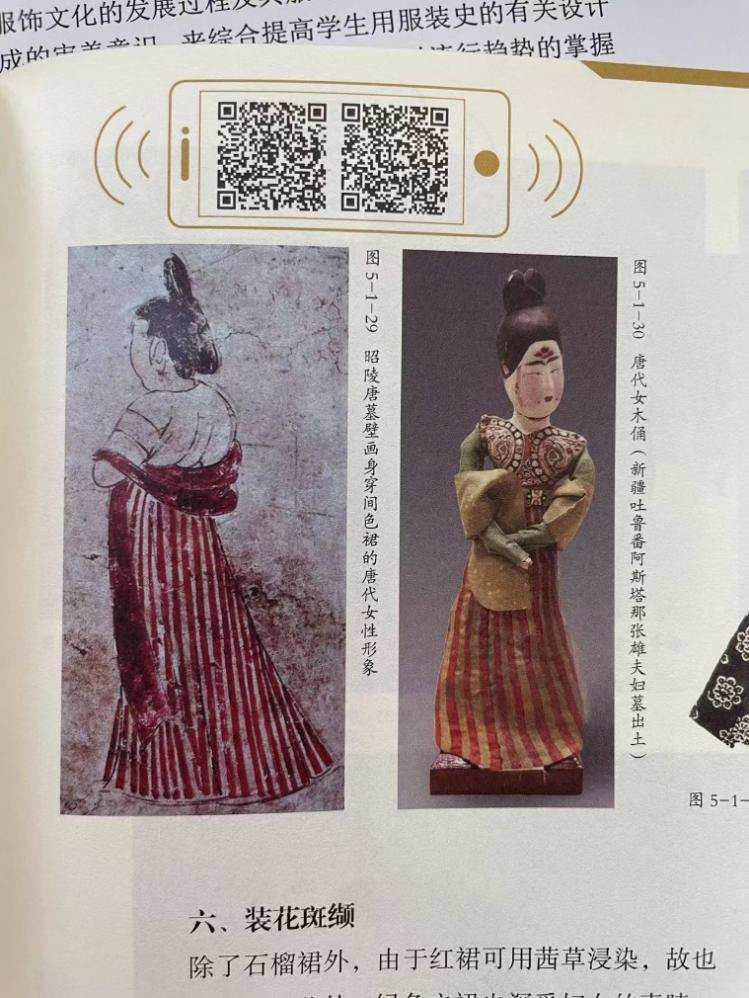 服饰文化的发展过程及其服
成的审美意识，来综合提高学生用服装史的有关设计
流行趋势的掌握
图 5-1-29 昭陵唐墓壁画身穿间色裙的唐代女性形象
图 5-1-30 唐代女木俑（新疆吐鲁番阿斯塔那张雄夫妇墓出土）
图 5-1-
六、装花斑缬
除了石榴裙外，由于红裙可用茜草浸染，故也